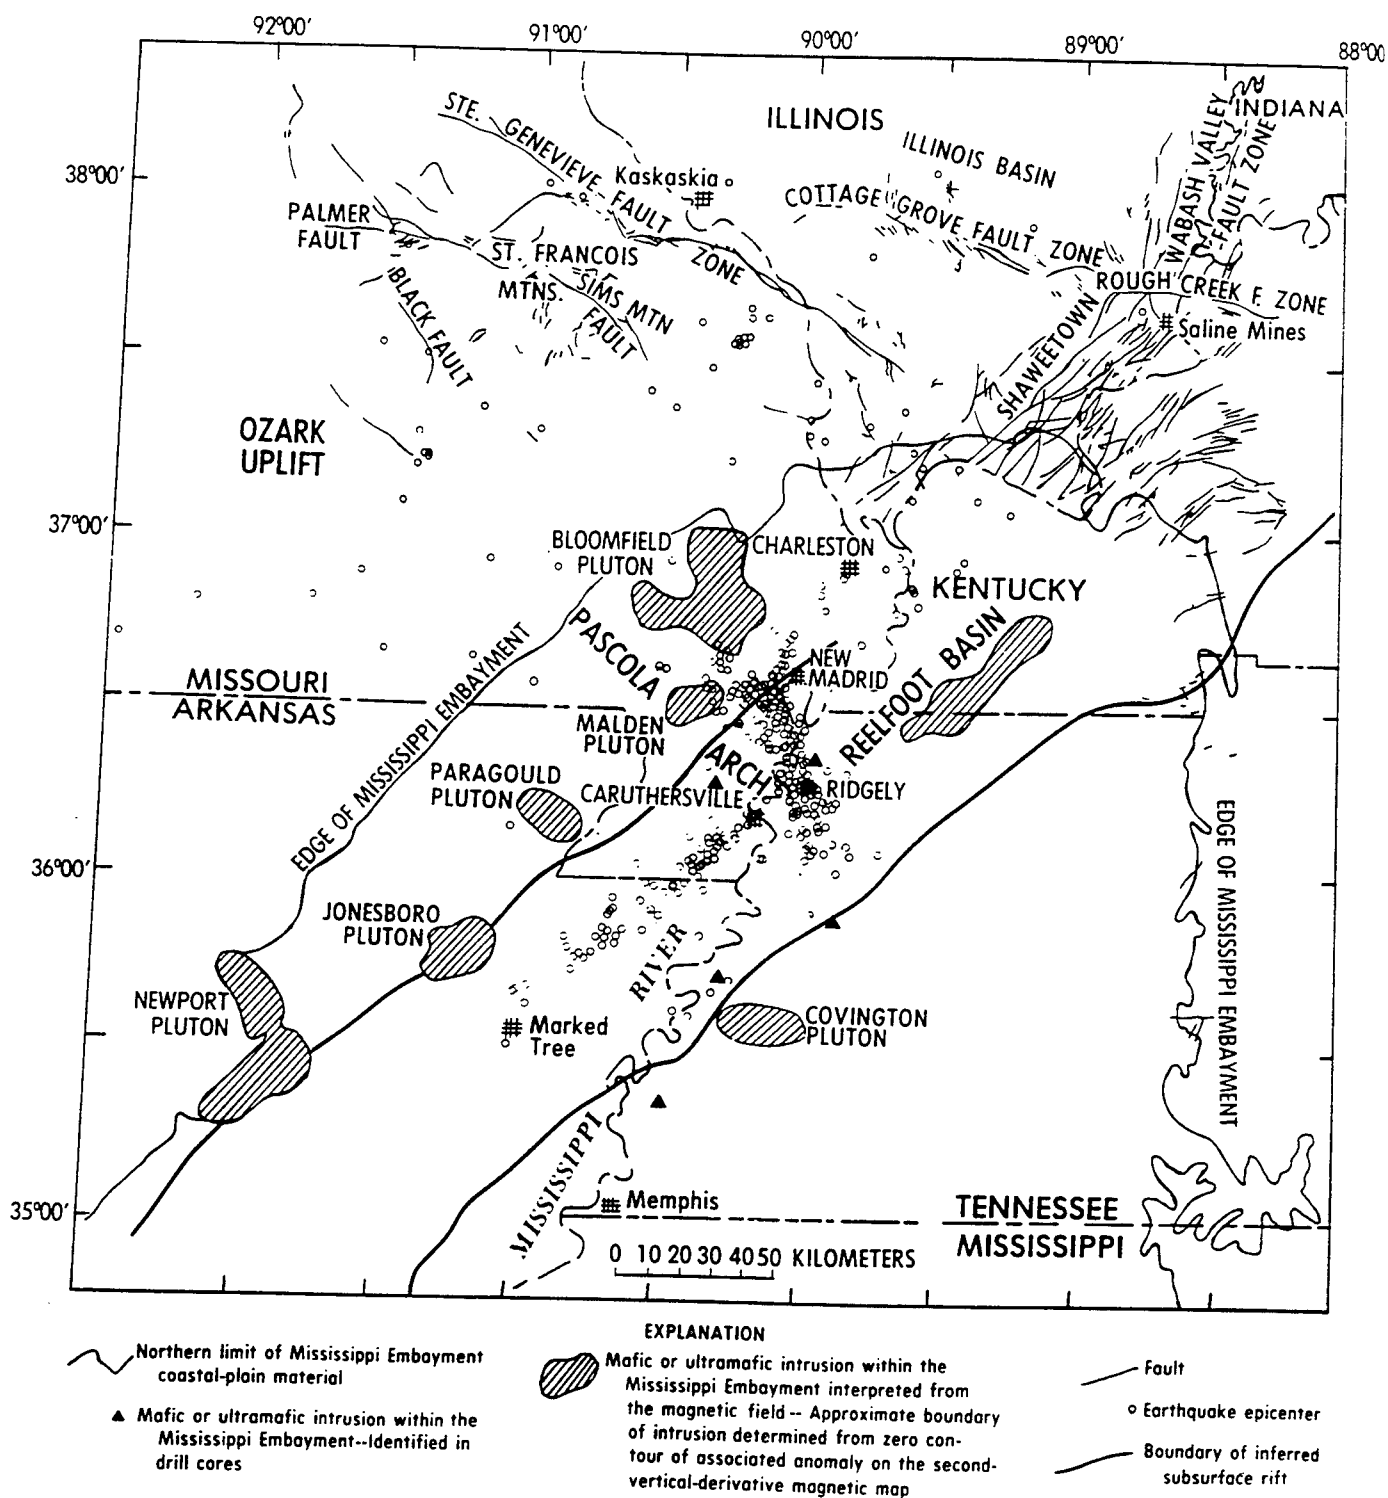 92°00'
91°00'
90°00'
89°00'
88°00'
STE. GENEVIEVE FAULT ZONE
ILLINOIS
INDIANA
ILLINOIS BASIN
WABASH VALLEY
FAULT ZONE
38°00'
Kaskaskia
COTTAGE GROVE FAULT ZONE
PALMER
FAULT
ST. FRANCOIS
MTNS.
SIMS MTN
FAULT
BLACK FAULT
ROUGH CREEK F. ZONE
SHAWEETOWN
Saline Mines
OZARK
UPLIFT
37°00'
BLOOMFIELD
PLUTON
CHARLESTON
KENTUCKY
PASCOLA
ARCH
NEW
MADRID
REELFOOT BASIN
MISSOURI
ARKANSAS
MALDEN
PLUTON
EDGE OF MISSISSIPPI EMBAYMENT
PARAGOULD
PLUTON
CARUTHERSVILLE
RIDGELY
36°00'
EDGE OF MISSISSIPPI EMBAYMENT
JONESBORO
PLUTON
NEWPORT
PLUTON
MISSISSIPPI RIVER
Marked
Tree
COVINGTON
PLUTON
35°00'
Memphis
TENNESSEE
MISSISSIPPI
0 10 20 30 40 50 KILOMETERS
EXPLANATION
Northern limit of Mississippi Embayment
coastal-plain material
Mafic or ultramafic intrusion within the
Mississippi Embayment--Identified in
drill cores
Mafic or ultramafic intrusion within the
Mississippi Embayment interpreted from
the magnetic field -- Approximate boundary
of intrusion determined from zero con-
tour of associated anomaly on the second-
vertical-derivative magnetic map
Fault
Earthquake epicenter
Boundary of inferred
subsurface rift